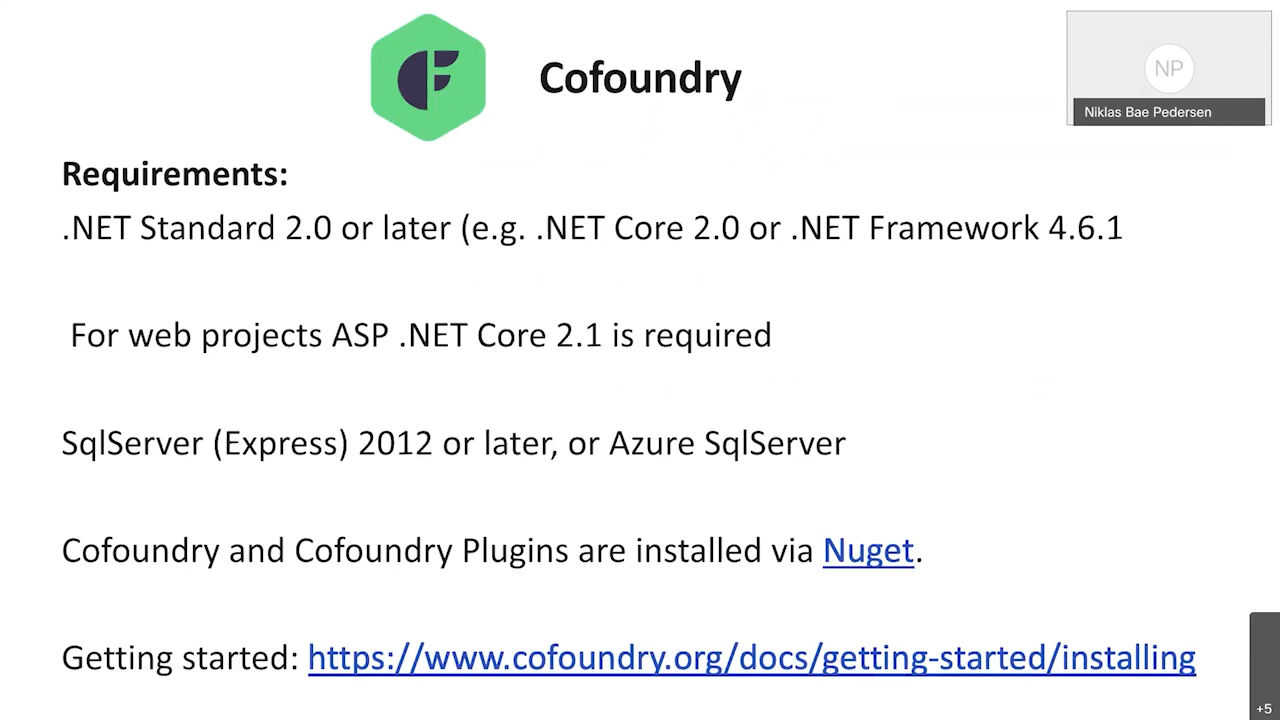 Cofoundry
NP
Niklas Bae Pedersen
Requirements:
.NET Standard 2.0 or later (e.g. .NET Core 2.0 or .NET Framework 4.6.1
For web projects ASP .NET Core 2.1 is required
SqlServer (Express) 2012 or later, or Azure SqlServer
Cofoundry and Cofoundry Plugins are installed via Nuget.
Getting started: https://www.cofoundry.org/docs/getting-started/installing
+5